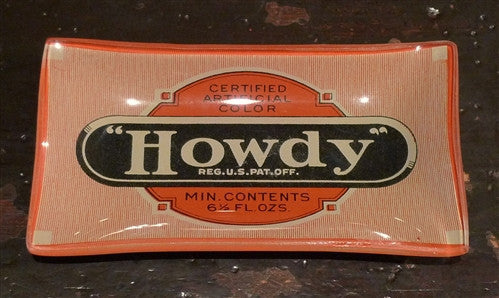 CERTIFIED
ARTIFICIAL
COLOR
"Howdy"
REG.U.S.PAT.OFF.
MIN. CONTENTS
6½ FL.OZS.